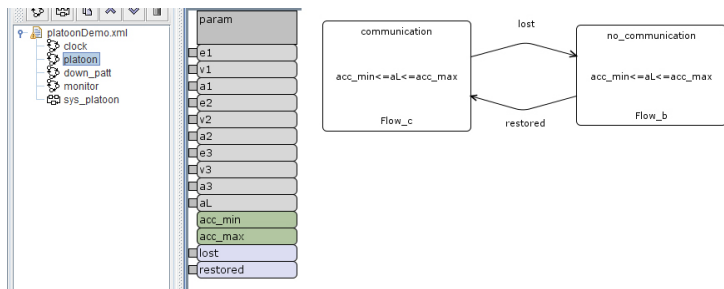 platoonDemo.xml
clock
platoon
down_patt
monitor
sys_platoon
param
e1
v1
a1
e2
v2
a2
e3
v3
a3
aL
acc_min
acc_max
lost
restored
communication
acc_min<=aL<=acc_max
Flow_c
lost
restored
no_communication
acc_min<=aL<=acc_max
Flow_b